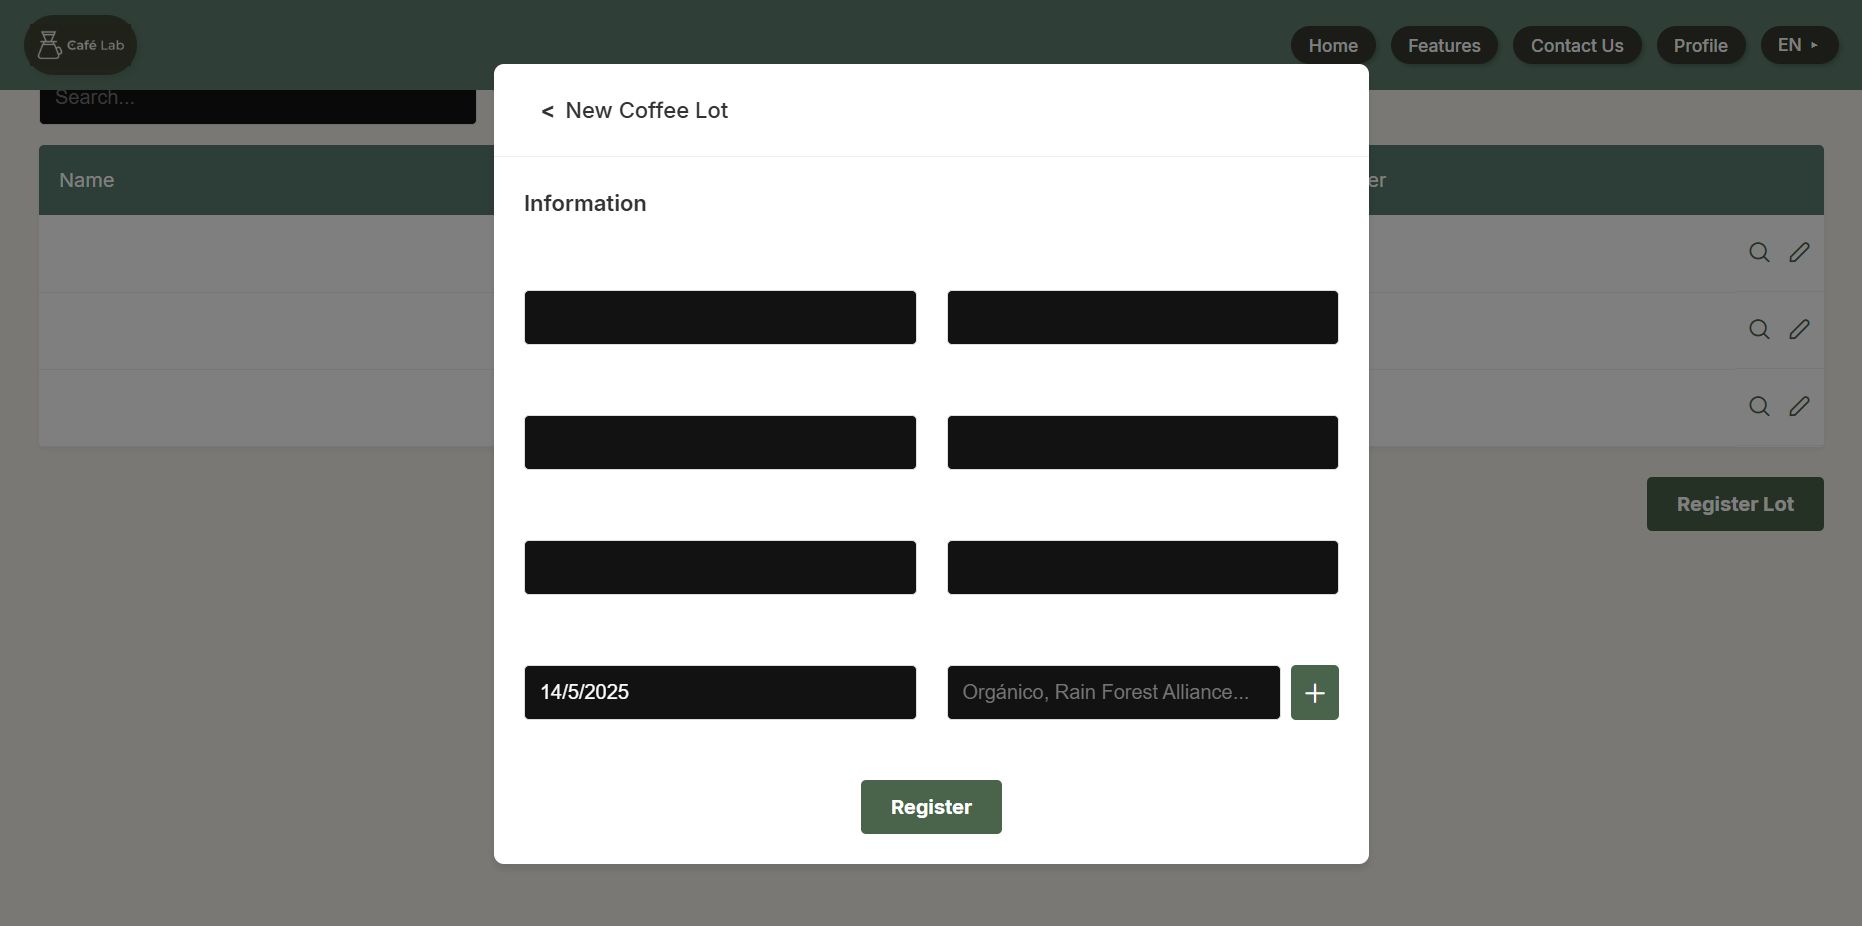 Café Lab
Home
Features
Contact Us
Profile
EN
Search...
Name
er
< New Coffee Lot
Information
14/5/2025
Orgánico, Rain Forest Alliance...
+
Register
Register Lot